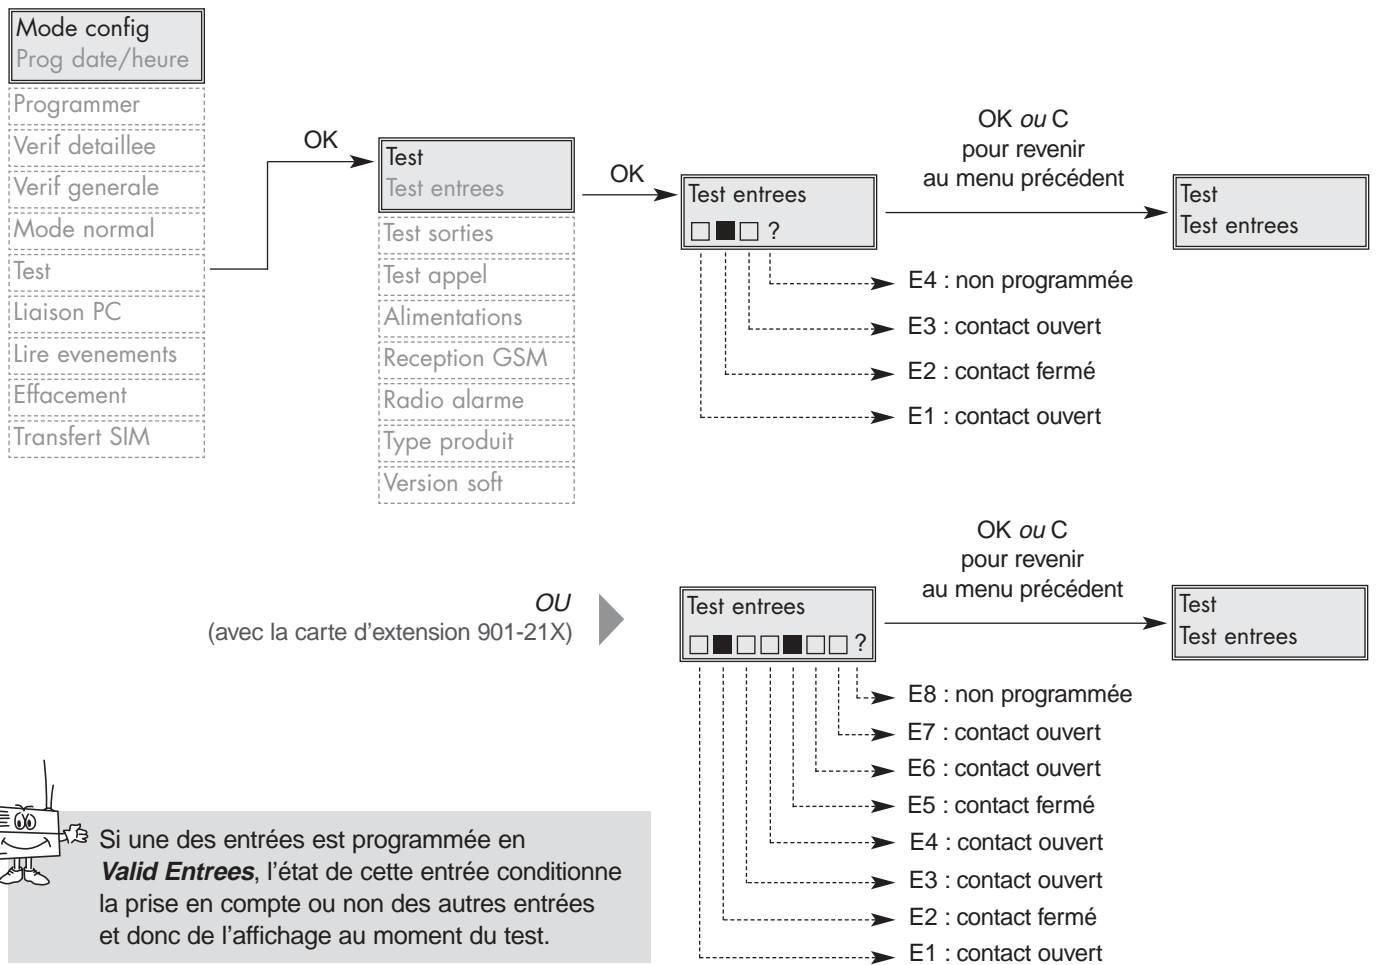 Mode config
Prog date/heure
Programmer
Verif detaillee
Verif generale
Mode normal
Test
Liaison PC
Lire evenements
Effacement
Transfert SIM
OK
Test
Test entrees
Test sorties
Test appel
Alimentations
Reception GSM
Radio alarme
Type produit
Version soft
OK
Test entrees
□■□ ?
OK ou C
pour revenir
au menu précédent
Test
Test entrees
E4 : non programmée
E3 : contact ouvert
E2 : contact fermé
E1 : contact ouvert
OU
(avec la carte d'extension 901-21X)
Test entrees
□■□□■□□ ?
OK ou C
pour revenir
au menu précédent
Test
Test entrees
E8 : non programmée
E7 : contact ouvert
E6 : contact ouvert
E5 : contact fermé
E4 : contact ouvert
E3 : contact ouvert
E2 : contact fermé
E1 : contact ouvert
Si une des entrées est programmée en
Valid Entrees, l'état de cette entrée conditionne
la prise en compte ou non des autres entrées
et donc de l'affichage au moment du test.